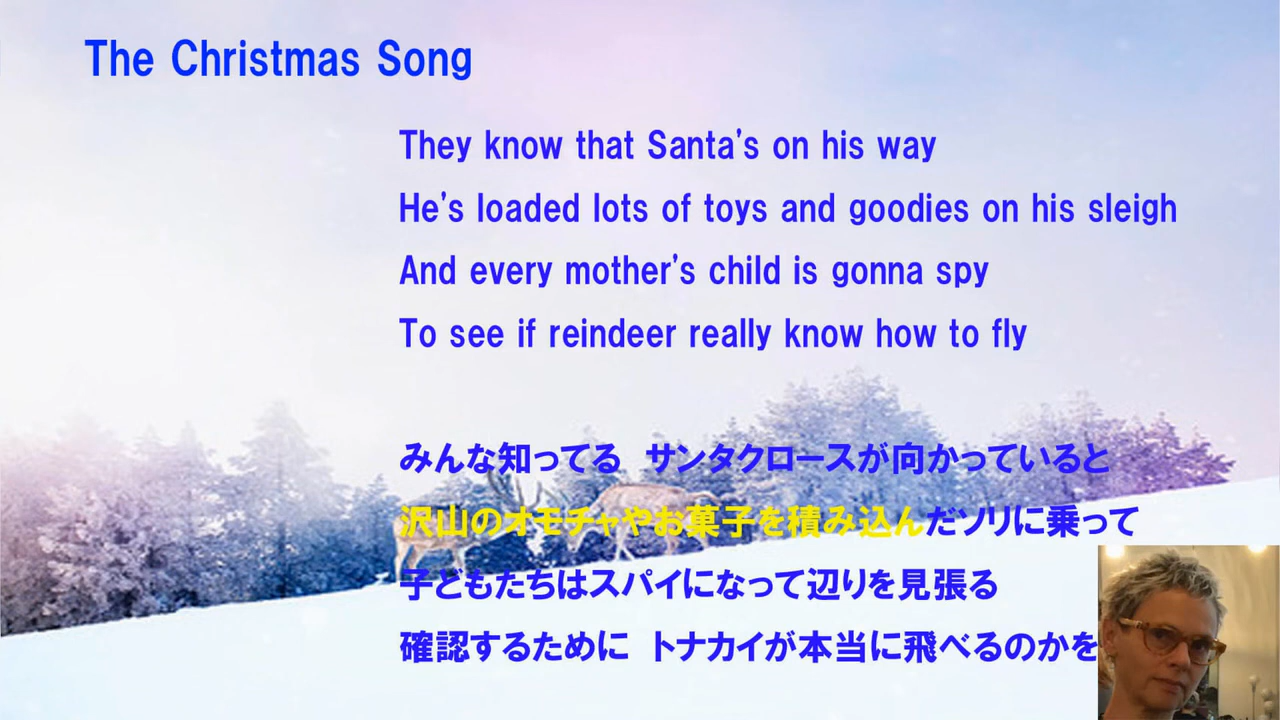 The Christmas Song
They know that Santa's on his way
He's loaded lots of toys and goodies on his sleigh
And every mother's child is gonna spy
To see if reindeer really know how to fly
みんな知ってる　サンタクロースが向かっていると
沢山のオモチャやお菓子を積み込んだソリに乗って
子どもたちはスパイになって辺りを見張る
確認するために　トナカイが本当に飛べるのかを